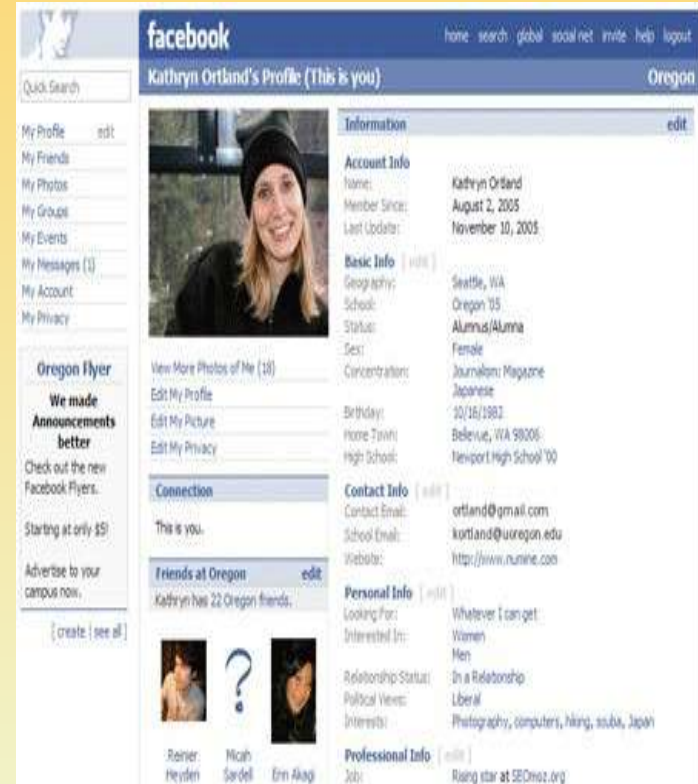 facebook
home search global social net invite help logout
Kathryn Ortland's Profile (This is you)
Oregon
Quick Search
My Profile edit
My Friends
My Photos
My Groups
My Events
My Messages (1)
My Account
My Privacy
Oregon Flyer
We made
Announcements
better
Check out the new
Facebook Flyers.
Starting at only $5!
Advertise to your
campus now.
[ create | see all ]
View More Photos of Me (18)
Edit My Profile
Edit My Picture
Edit My Privacy
Connection
This is you.
Friends at Oregon edit
Kathryn has 22 Oregon friends.
?
Reiner
Heyden
Micah
Sardell
Erin Akagi
Information edit
Account Info
Name: Kathryn Ortland
Member Since: August 2, 2005
Last Update: November 10, 2005
Basic Info [ edit ]
Geography: Seattle, WA
School: Oregon '05
Status: Alumnus/Alumna
Sex: Female
Concentration: Journalism: Magazine
Japanese
Birthday: 10/16/1982
Home Town: Bellevue, WA 98006
High School: Newport High School '00
Contact Info [ edit ]
Contact Email: ortland@gmail.com
School Email: kortland@uoregon.edu
Website: http://www.numine.com
Personal Info [ edit ]
Looking For: Whatever I can get
Interested In: Women
Men
Relationship Status: In a Relationship
Political Views: Liberal
Interests: Photography, computers, hiking, scuba, Japan
Professional Info [ edit ]
Job: Rising star at SEOmoz.org